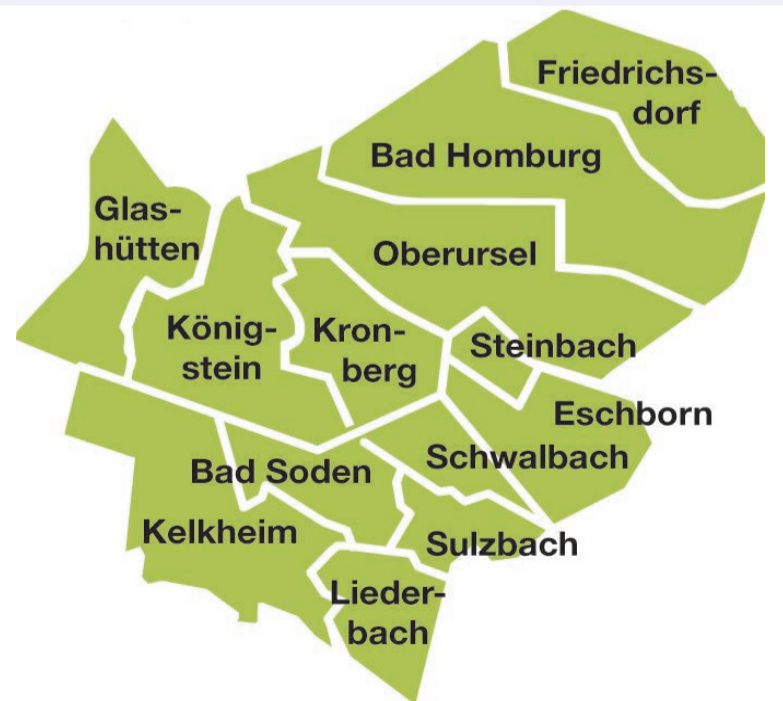 Friedrichs-
dorf
Bad Homburg
Glas-
hütten
Oberursel
König-
stein
Kron-
berg
Steinbach
Eschborn
Schwalbach
Bad Soden
Kelkheim
Sulzbach
Lieder-
bach